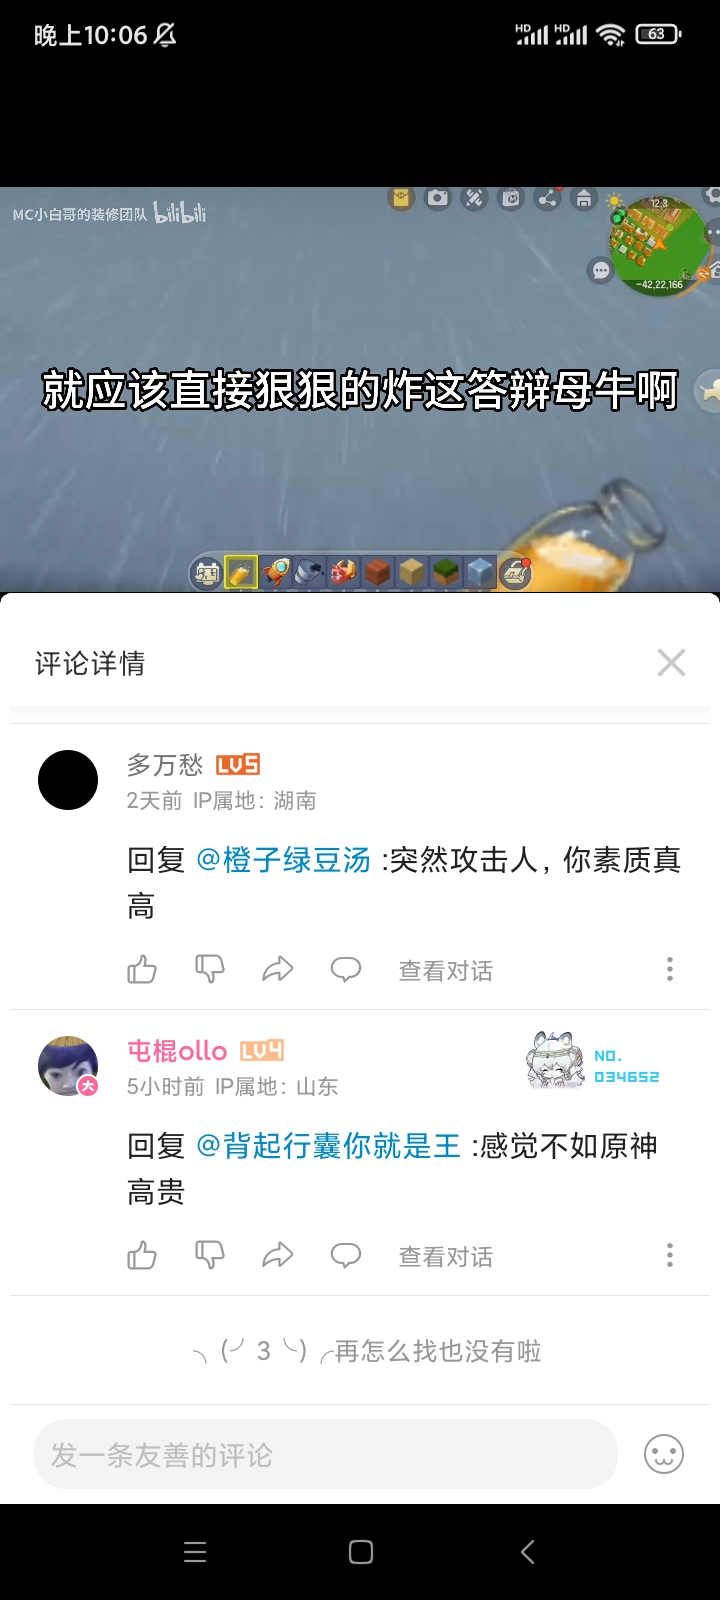 晚上10:06
HD HD 63
MC小白哥的装修团队 bilibili
12:3
-42,22,166
就应该直接狠狠的炸这答辩母牛啊
评论详情
多万愁 LV5
2天前 IP属地：湖南
回复 @橙子绿豆汤 :突然攻击人，你素质真
高
查看对话
屯棍ollo LV4
NO.
034652
大
5小时前 IP属地：山东
回复 @背起行囊你就是王 :感觉不如原神
高贵
查看对话
╮(╯3╰)╭再怎么找也没有啦
发一条友善的评论